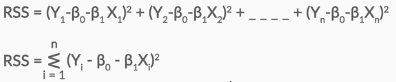 RSS = (Y₁-β₀-β₁X₁)² + (Y₂-β₀-β₁X₂)² + _ _ _ _ + (Yₙ-β₀-β₁Xₙ)²
n
RSS = ≤ (Yᵢ - β₀ - β₁Xᵢ)²
i = 1